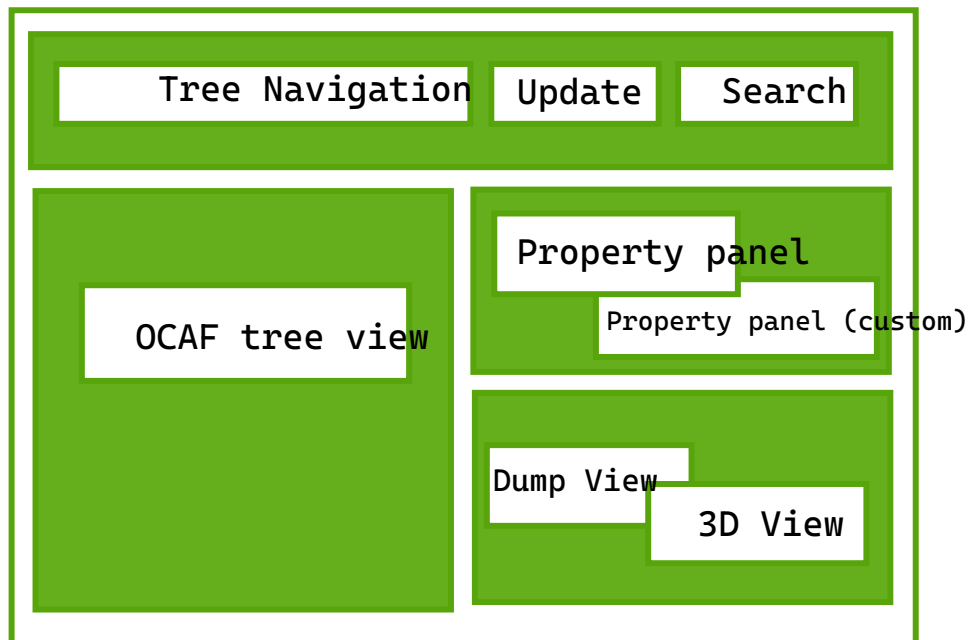 Tree Navigation
Update
Search
OCAF tree view
Property panel
Property panel (custom)
Dump View
3D View